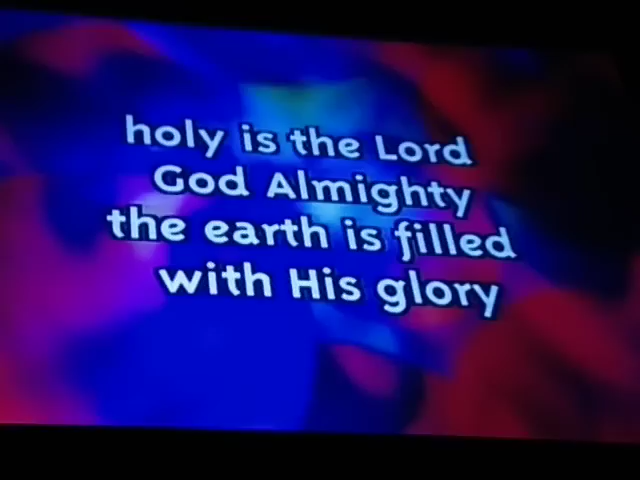 holy is the Lord
God Almighty
the earth is filled
with His glory